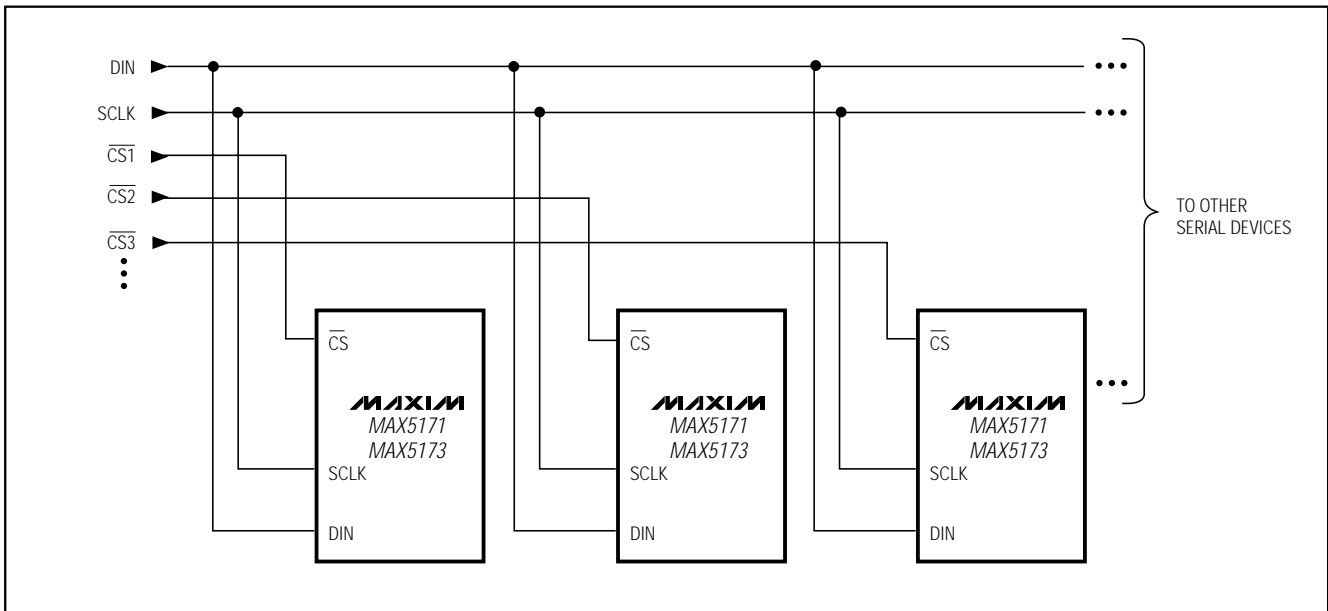 DIN
SCLK
CS1
CS2
CS3
TO OTHER
SERIAL DEVICES
CS
MAXIM
MAX5171
MAX5173
SCLK
DIN
CS
MAXIM
MAX5171
MAX5173
SCLK
DIN
CS
MAXIM
MAX5171
MAX5173
SCLK
DIN